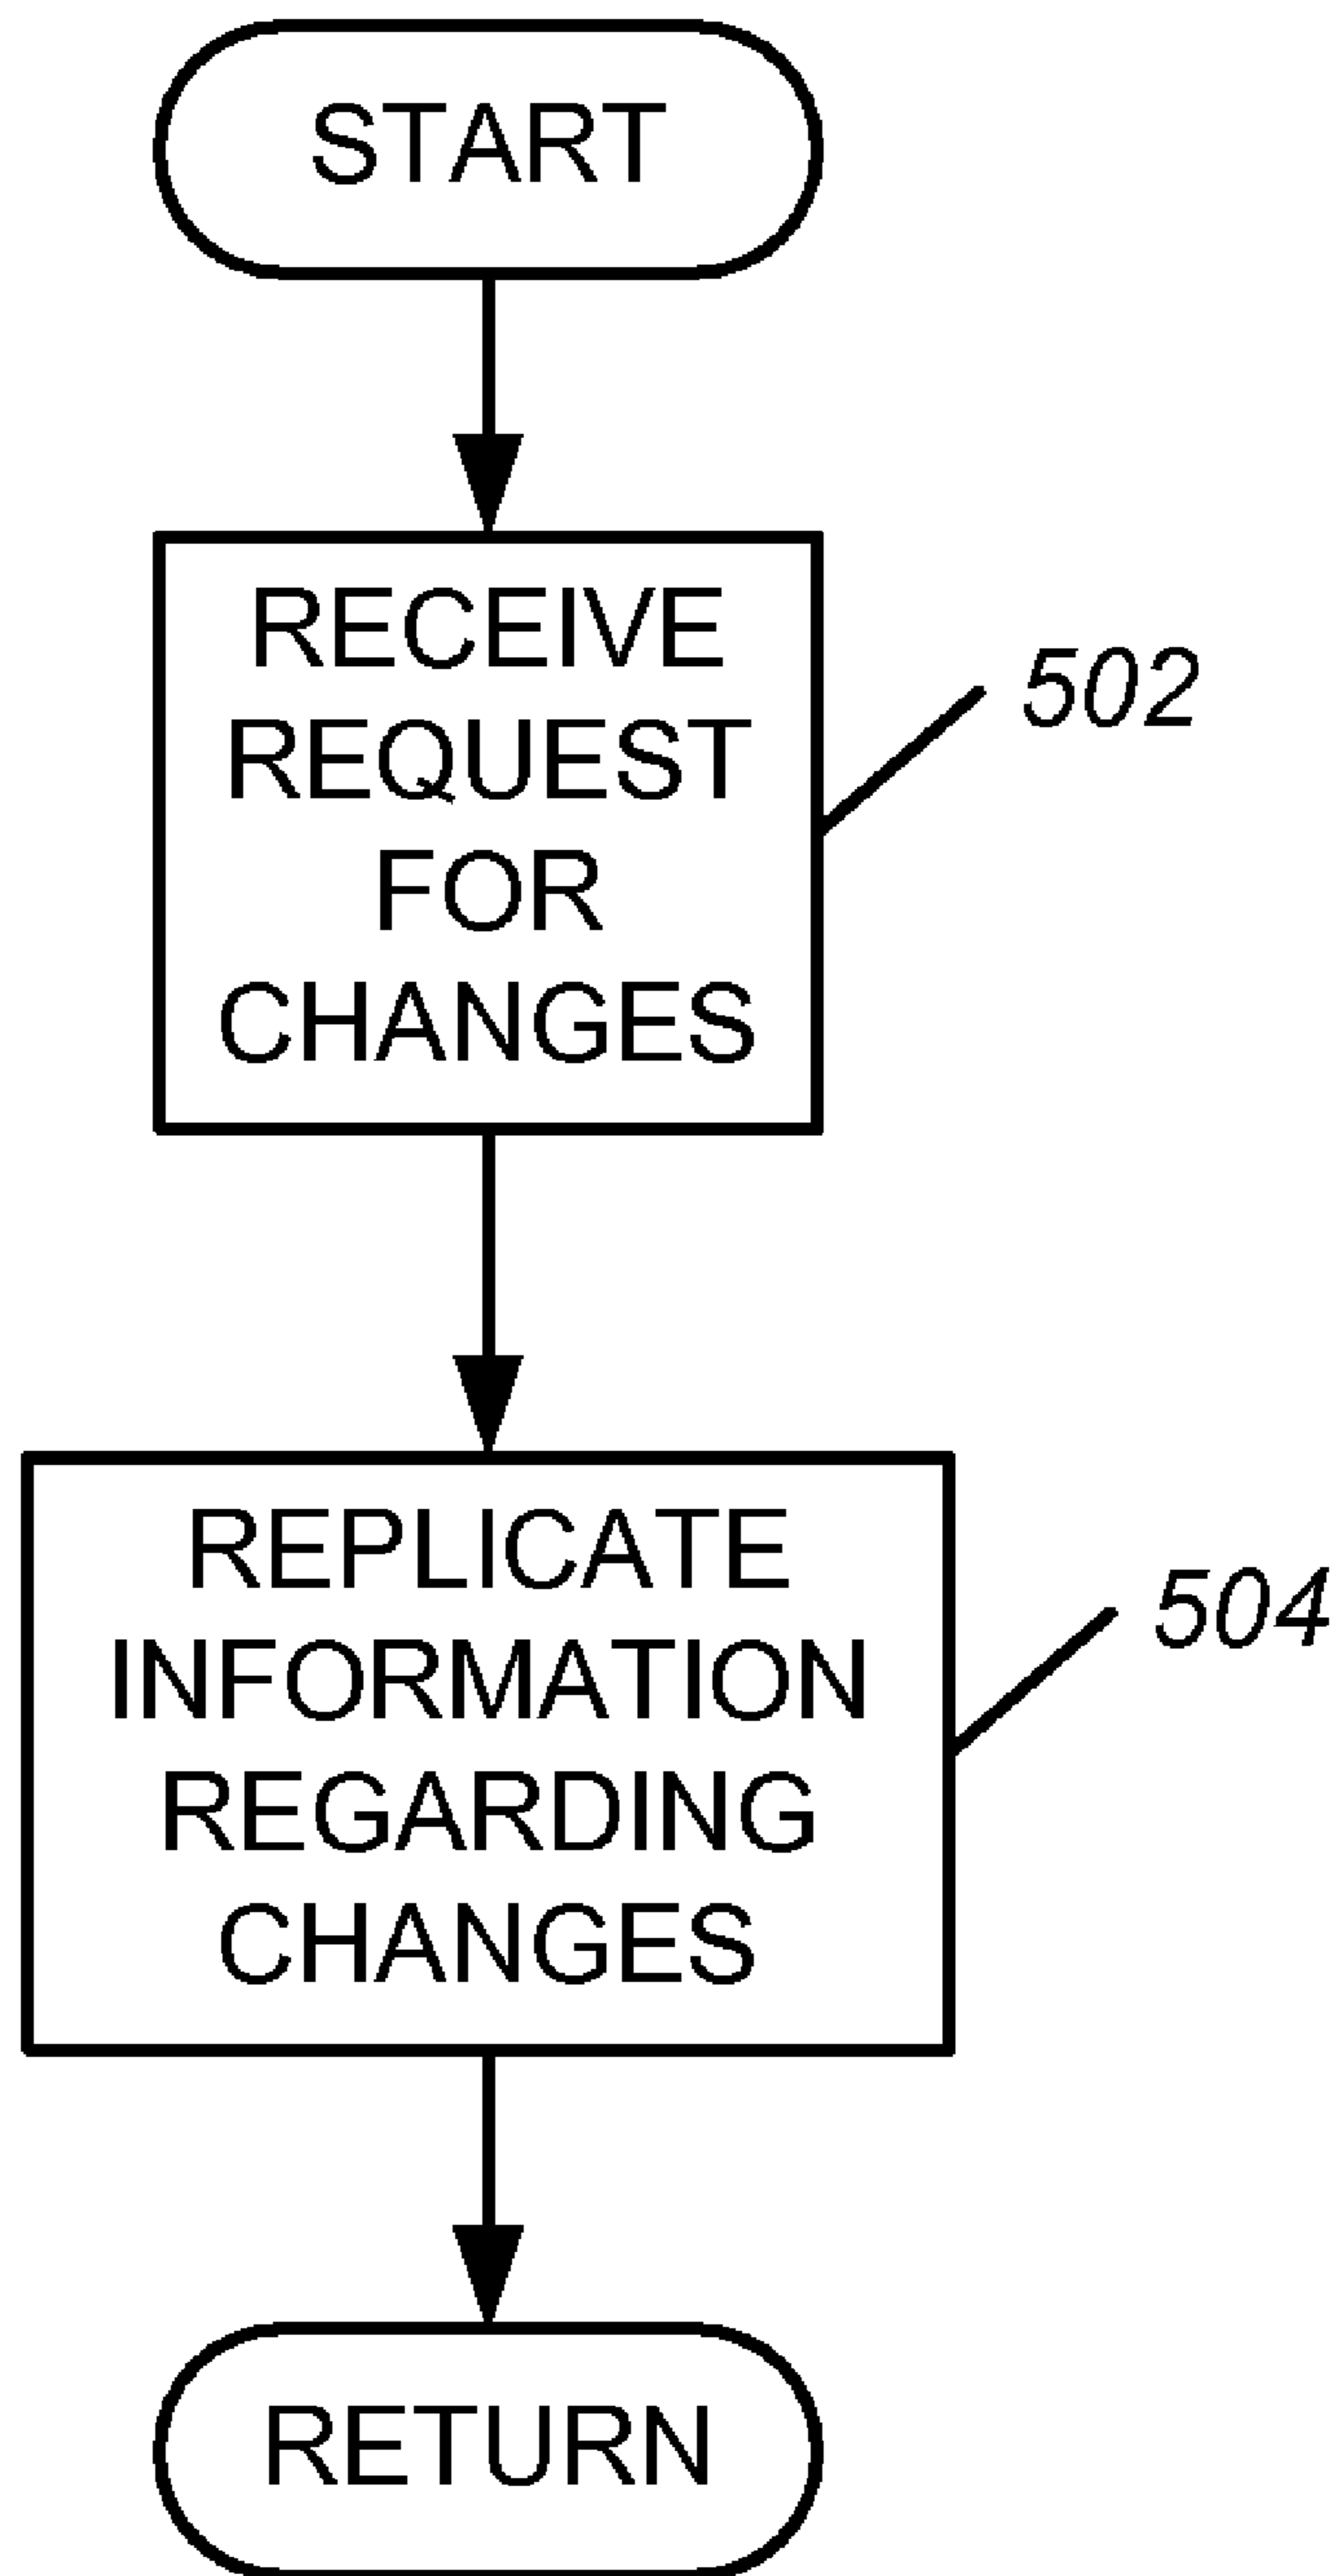 START
RECEIVE
REQUEST
FOR
CHANGES
502
REPLICATE
INFORMATION
REGARDING
CHANGES
504
RETURN